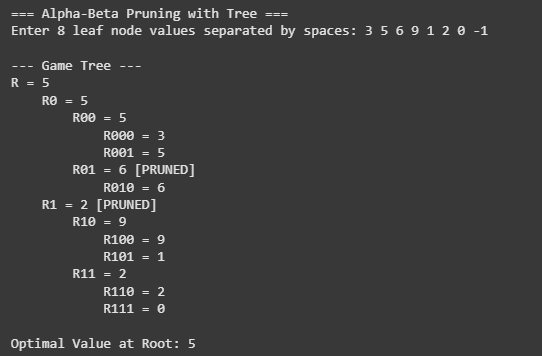 === Alpha-Beta Pruning with Tree ===
Enter 8 leaf node values separated by spaces: 3 5 6 9 1 2 0 -1

--- Game Tree ---
R = 5
    R0 = 5
        R00 = 5
            R000 = 3
            R001 = 5
        R01 = 6 [PRUNED]
            R010 = 6
    R1 = 2 [PRUNED]
        R10 = 9
            R100 = 9
            R101 = 1
        R11 = 2
            R110 = 2
            R111 = 0

Optimal Value at Root: 5